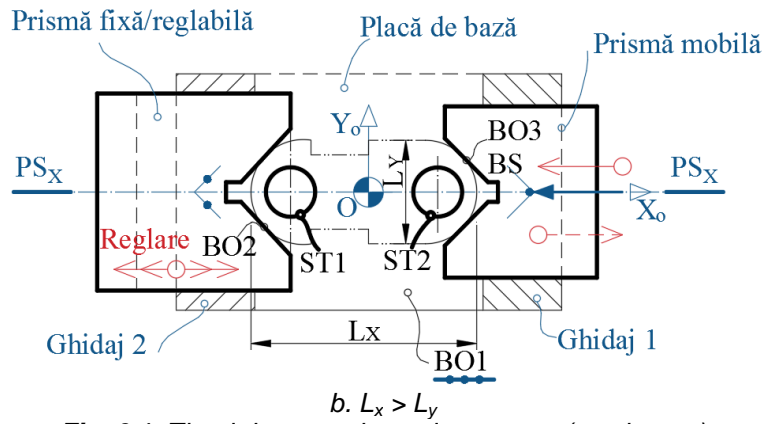 Prismă fixă/reglabilă
Placă de bază
Prismă mobilă
Yo
BO3
LY
BS
PSX
PSX
O
Xo
Reglare
BO2
ST1
ST2
Ghidaj 2
Lx
Ghidaj 1
BO1
b. Lx > Ly